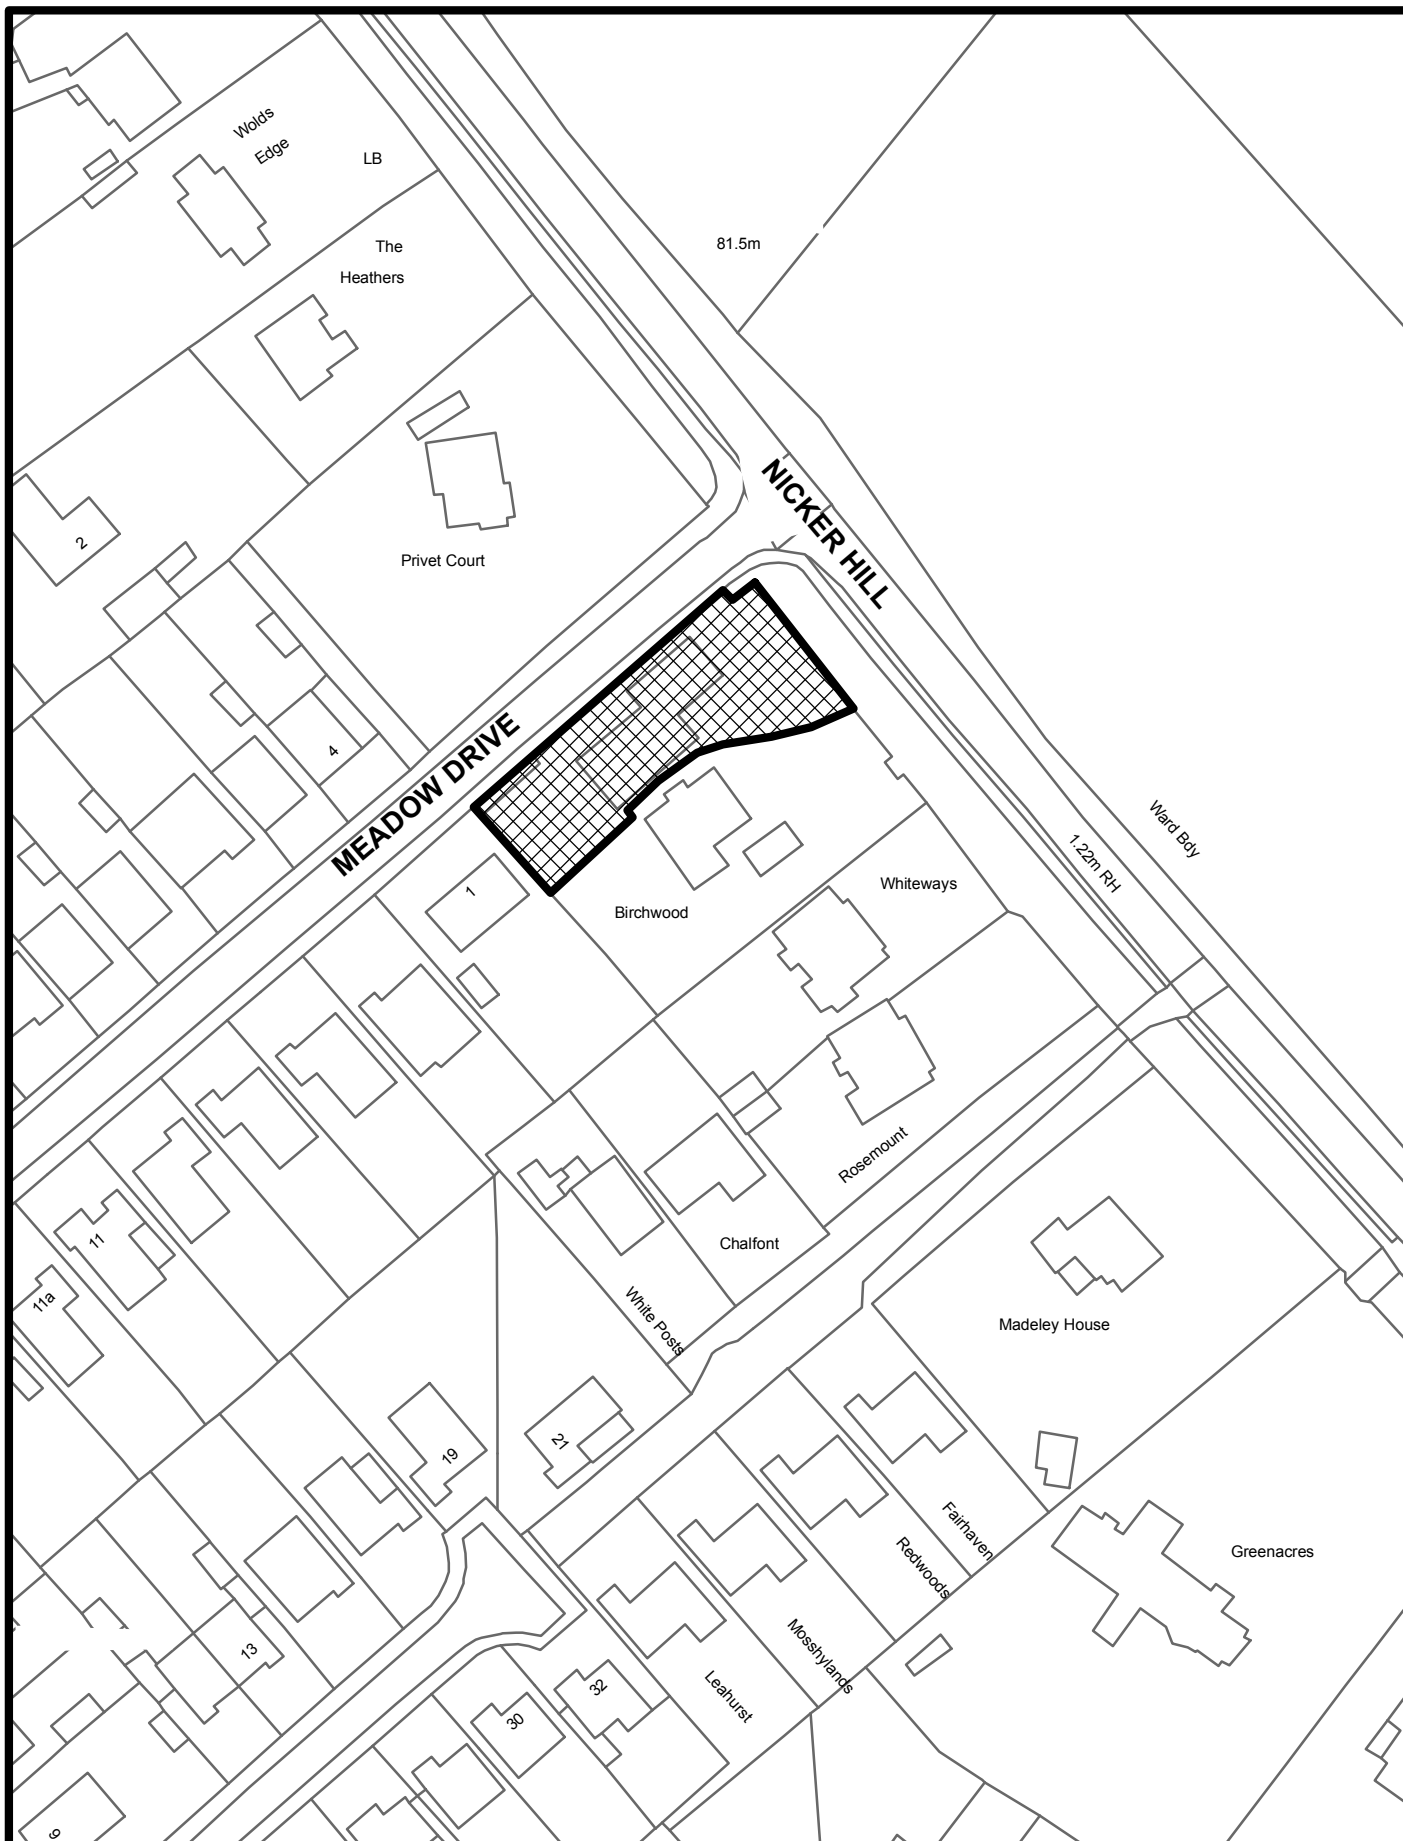 Wolds
Edge
LB
The
Heathers
81.5m
NICKER HILL
2
Privet Court
4
MEADOW DRIVE
Ward Bdy
1.22m RH
1
Whiteways
Birchwood
Rosemount
11
Chalfont
11a
White Posts
Madeley House
21
19
Fairhaven
Greenacres
Redwoods
13
Mosshylands
32
Leahurst
30
9